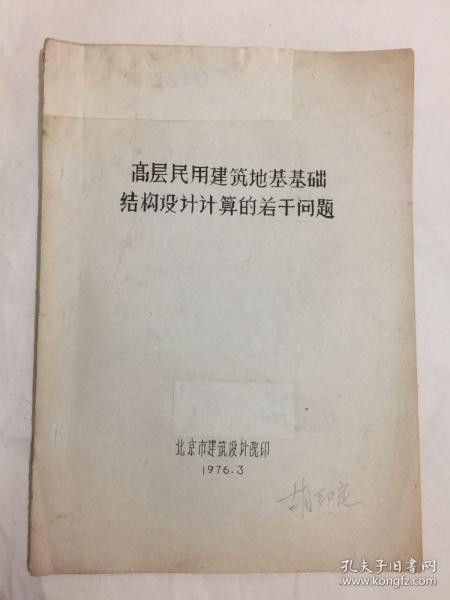 高层民用建筑地基基础
结构设计计算的若干问题
北京市建筑设计院印
1976.3
孔夫子旧书网
www.kongfz.com